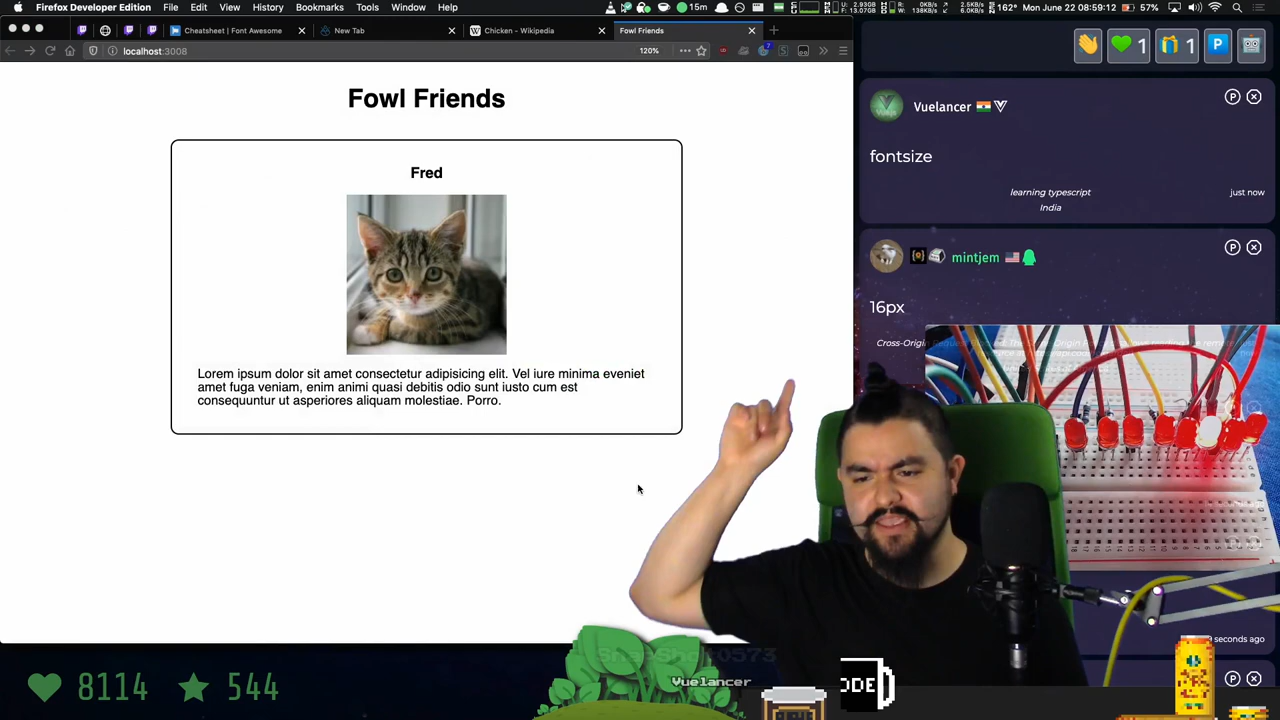 Firefox Developer Edition File Edit View History Bookmarks Tools Window Help
15m
162° Mon June 22 08:59:12 57%
Cheatsheet | Font Awesome
New Tab
Chicken - Wikipedia
Fowl Friends
localhost:3008
120%
Fowl Friends
Fred
Lorem ipsum dolor sit amet consectetur adipisicing elit. Vel iure minima eveniet
amet fuga veniam, enim animi quasi debitis odio sunt iusto cum est
consequuntur ut asperiores aliquam molestiae. Porro.
1
1
P
Vuelancer
P
fontsize
learning typescript
India
just now
mintjem
P
16px
seconds ago
P
8114
544
SnapShot0573
Vuelancer
ODE